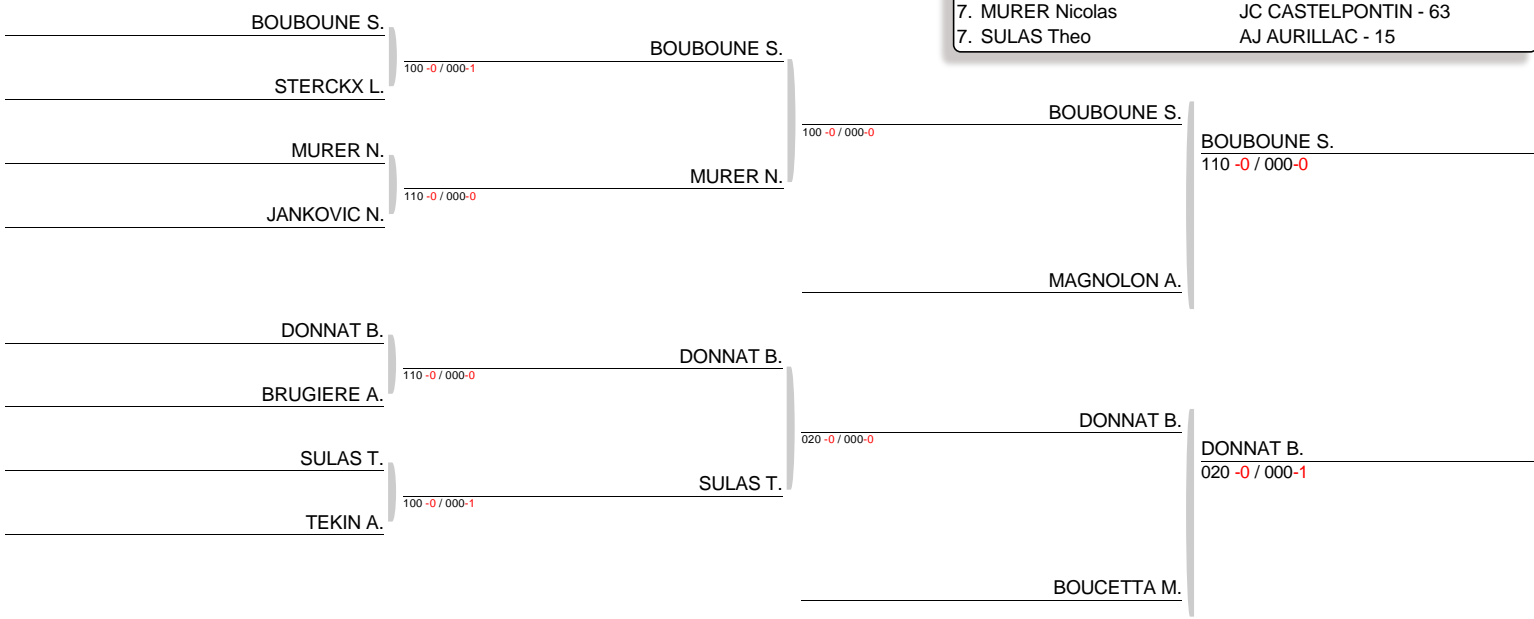 7. MURER Nicolas JC CASTELPONTIN - 63
7. SULAS Theo AJ AURILLAC - 15
BOUBOUNE S.
STERCKX L.
MURER N.
JANKOVIC N.
DONNAT B.
BRUGIERE A.
SULAS T.
TEKIN A.
BOUBOUNE S.
100 -0 / 000-1
MURER N.
110 -0 / 000-0
DONNAT B.
110 -0 / 000-0
SULAS T.
100 -0 / 000-1
BOUBOUNE S.
100 -0 / 000-0
MAGNOLON A.
DONNAT B.
020 -0 / 000-0
BOUCETTA M.
BOUBOUNE S.
110 -0 / 000-0
DONNAT B.
020 -0 / 000-1